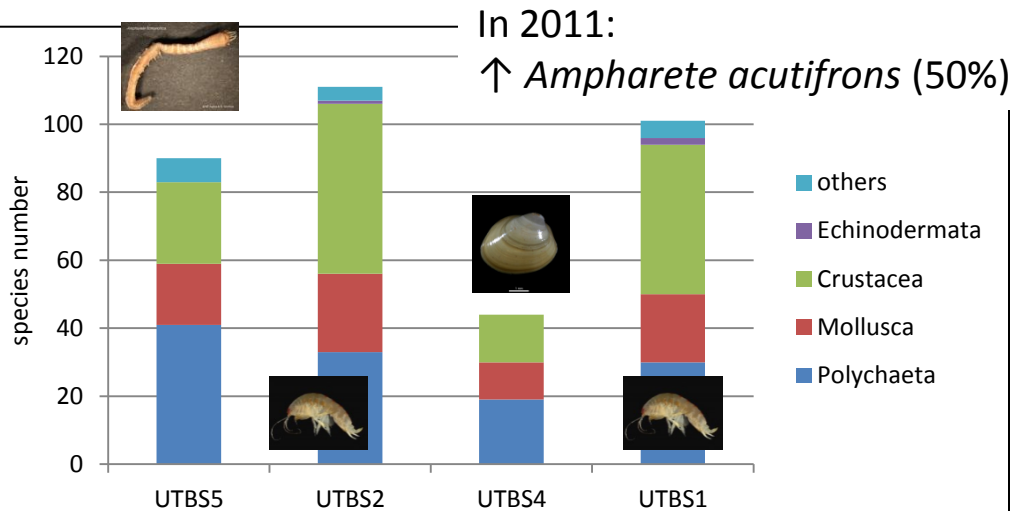 In 2011:
↑ Ampharete acutifrons (50%)
species number
120
100
80
60
40
20
0
UTBS5 UTBS2 UTBS4 UTBS1
others
Echinodermata
Crustacea
Mollusca
Polychaeta